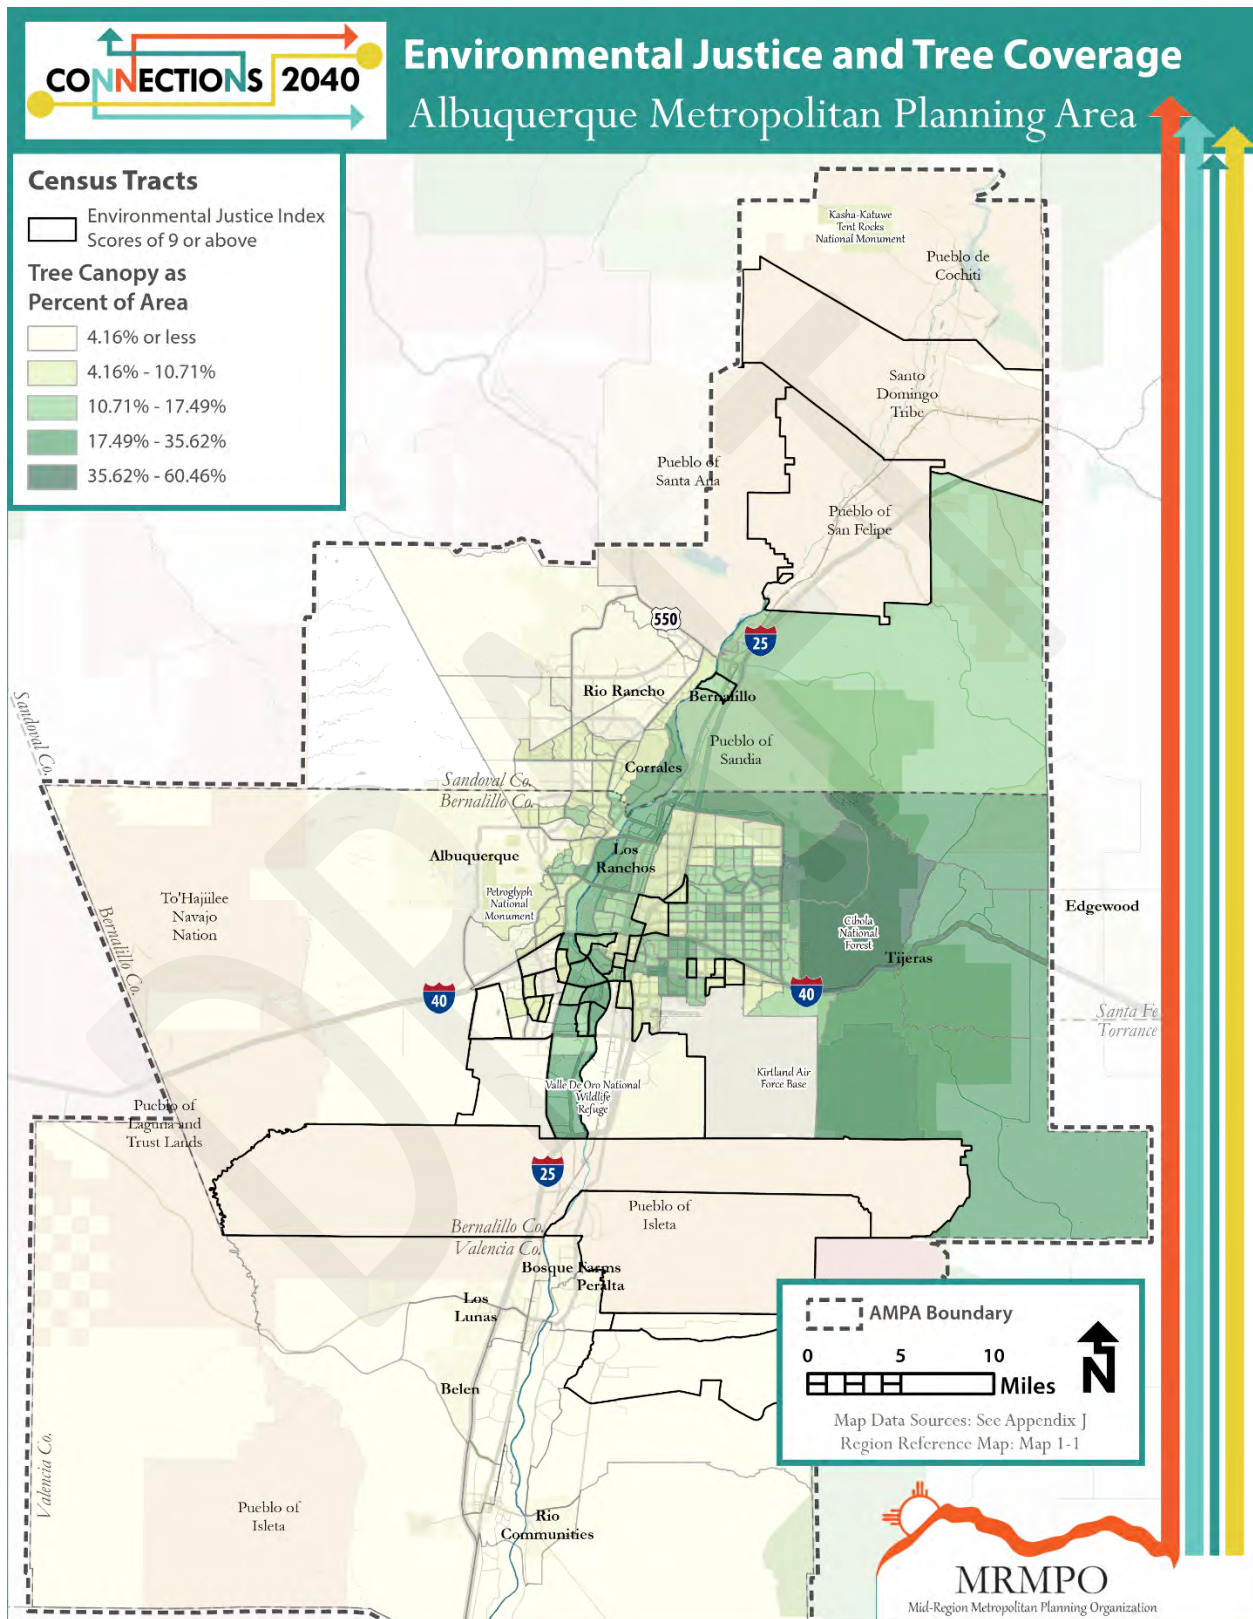 CONNECTIONS 2040
Environmental Justice and Tree Coverage
Albuquerque Metropolitan Planning Area
Census Tracts
Environmental Justice Index
Scores of 9 or above
Tree Canopy as
Percent of Area
4.16% or less
4.16% - 10.71%
10.71% - 17.49%
17.49% - 35.62%
35.62% - 60.46%
Kasha-Katuwe
Tent Rocks
National Monument
Pueblo de
Cochiti
Santo
Domingo
Tribe
Pueblo of
Santa Ana
Pueblo of
San Felipe
550
25
Rio Rancho
Bernalillo
Pueblo of
Sandia
Corrales
Sandoval Co.
Sandoval Co.
Bernalillo Co.
Albuquerque
Los
Ranchos
Petroglyph
National
Monument
To'Hajiilee
Navajo
Nation
Bernalillo Co.
Cibola
National
Forest
Tijeras
Edgewood
40
40
Santa Fe
Torrance
Kirtland Air
Force Base
Valle De Oro National
Wildlife
Refuge
Pueblo of
Laguna and
Trust Lands
25
Pueblo of
Isleta
Bernalillo Co.
Valencia Co.
Bosque Farms
Peralta
Los
Lunas
Belen
Valencia Co.
Pueblo of
Isleta
Rio
Communities
DRAFT
AMPA Boundary
0 5 10
Miles
N
Map Data Sources: See Appendix J
Region Reference Map: Map 1-1
MRMPO
Mid-Region Metropolitan Planning Organization